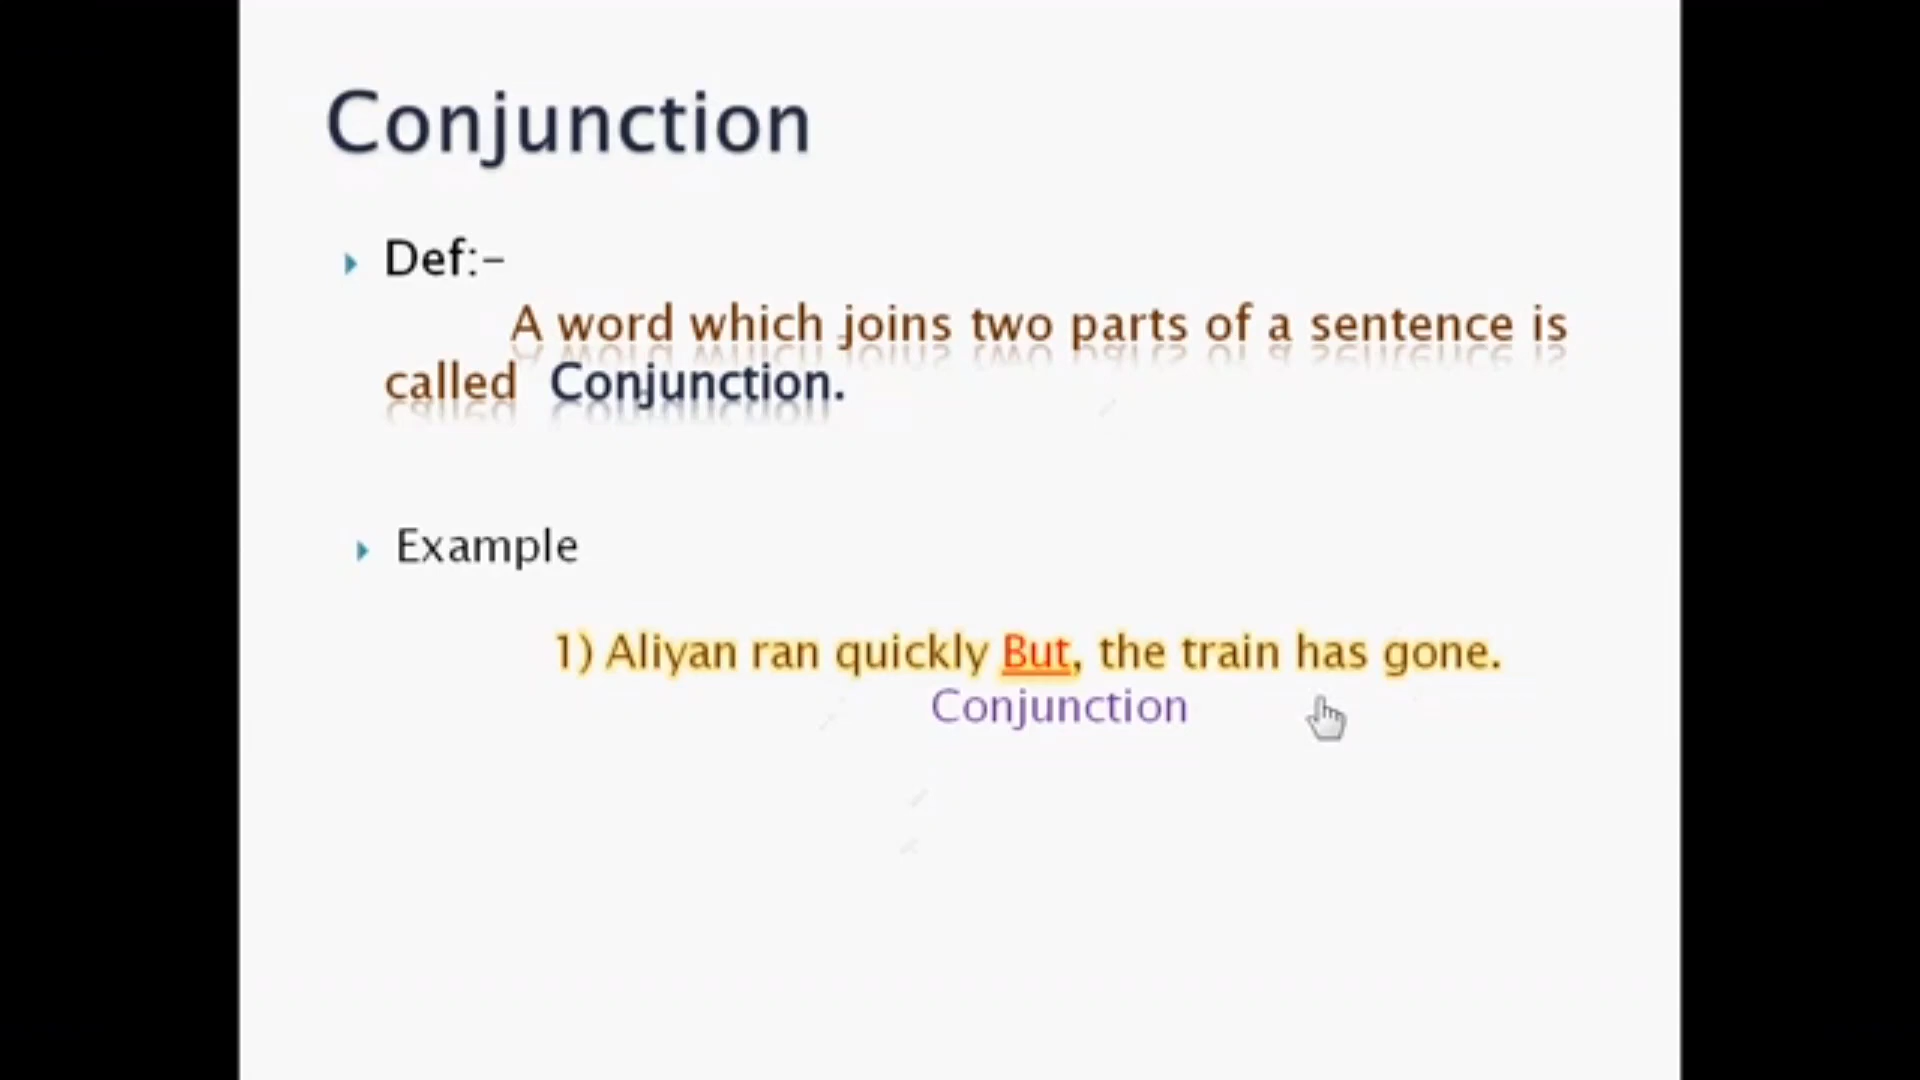 Conjunction
Def:-
A word which joins two parts of a sentence is
called Conjunction.
Example
1) Aliyan ran quickly But, the train has gone.
Conjunction